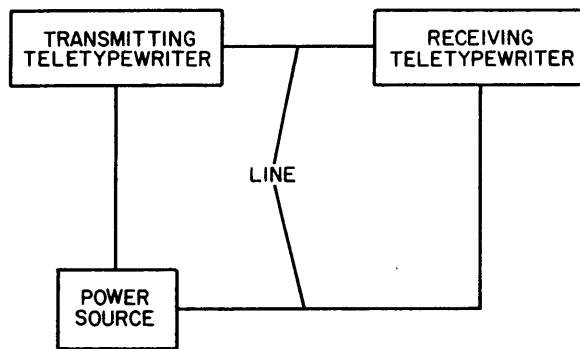 TRANSMITTING
TELETYPEWRITER
RECEIVING
TELETYPEWRITER
LINE
POWER
SOURCE